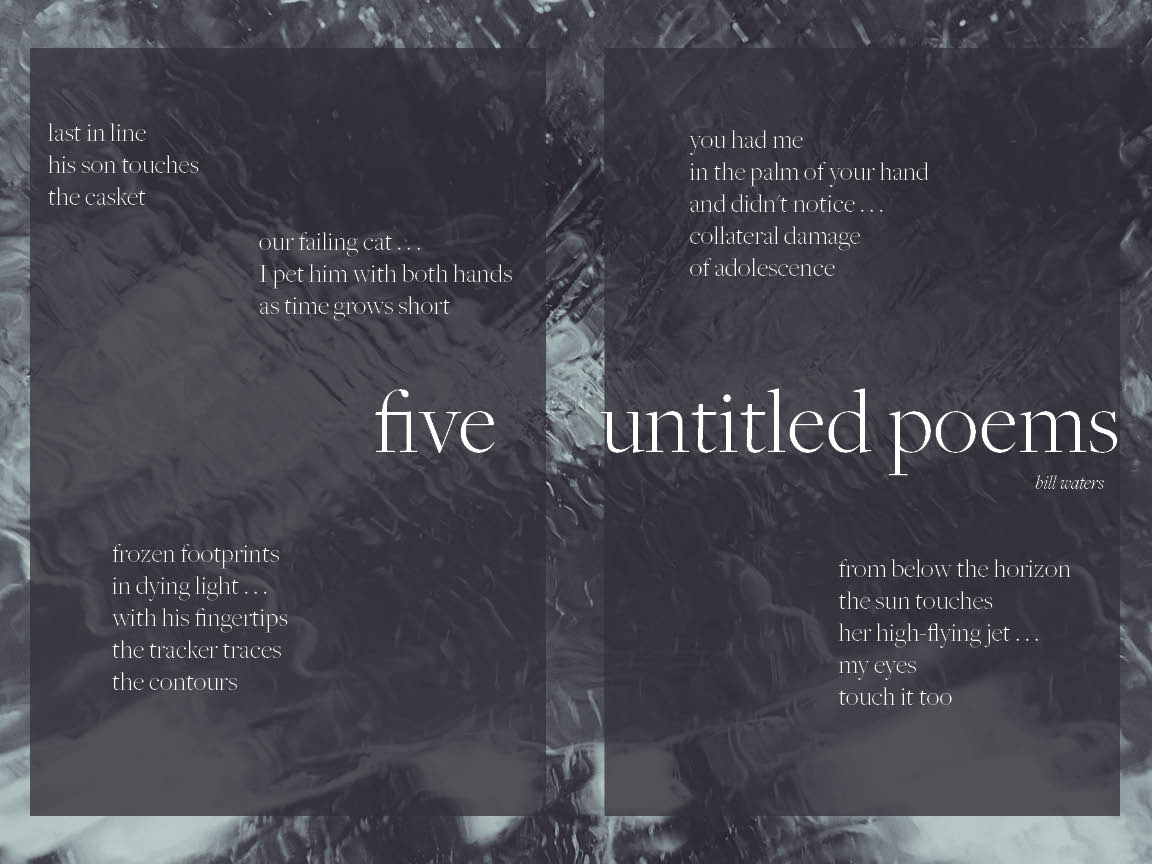 last in line
his son touches
the casket
our failing cat . . .
I pet him with both hands
as time grows short
you had me
in the palm of your hand
and didn't notice . . .
collateral damage
of adolescence
five untitled poems
bill waters
frozen footprints
in dying light . . .
with his fingertips
the tracker traces
the contours
from below the horizon
the sun touches
her high-flying jet . . .
my eyes
touch it too